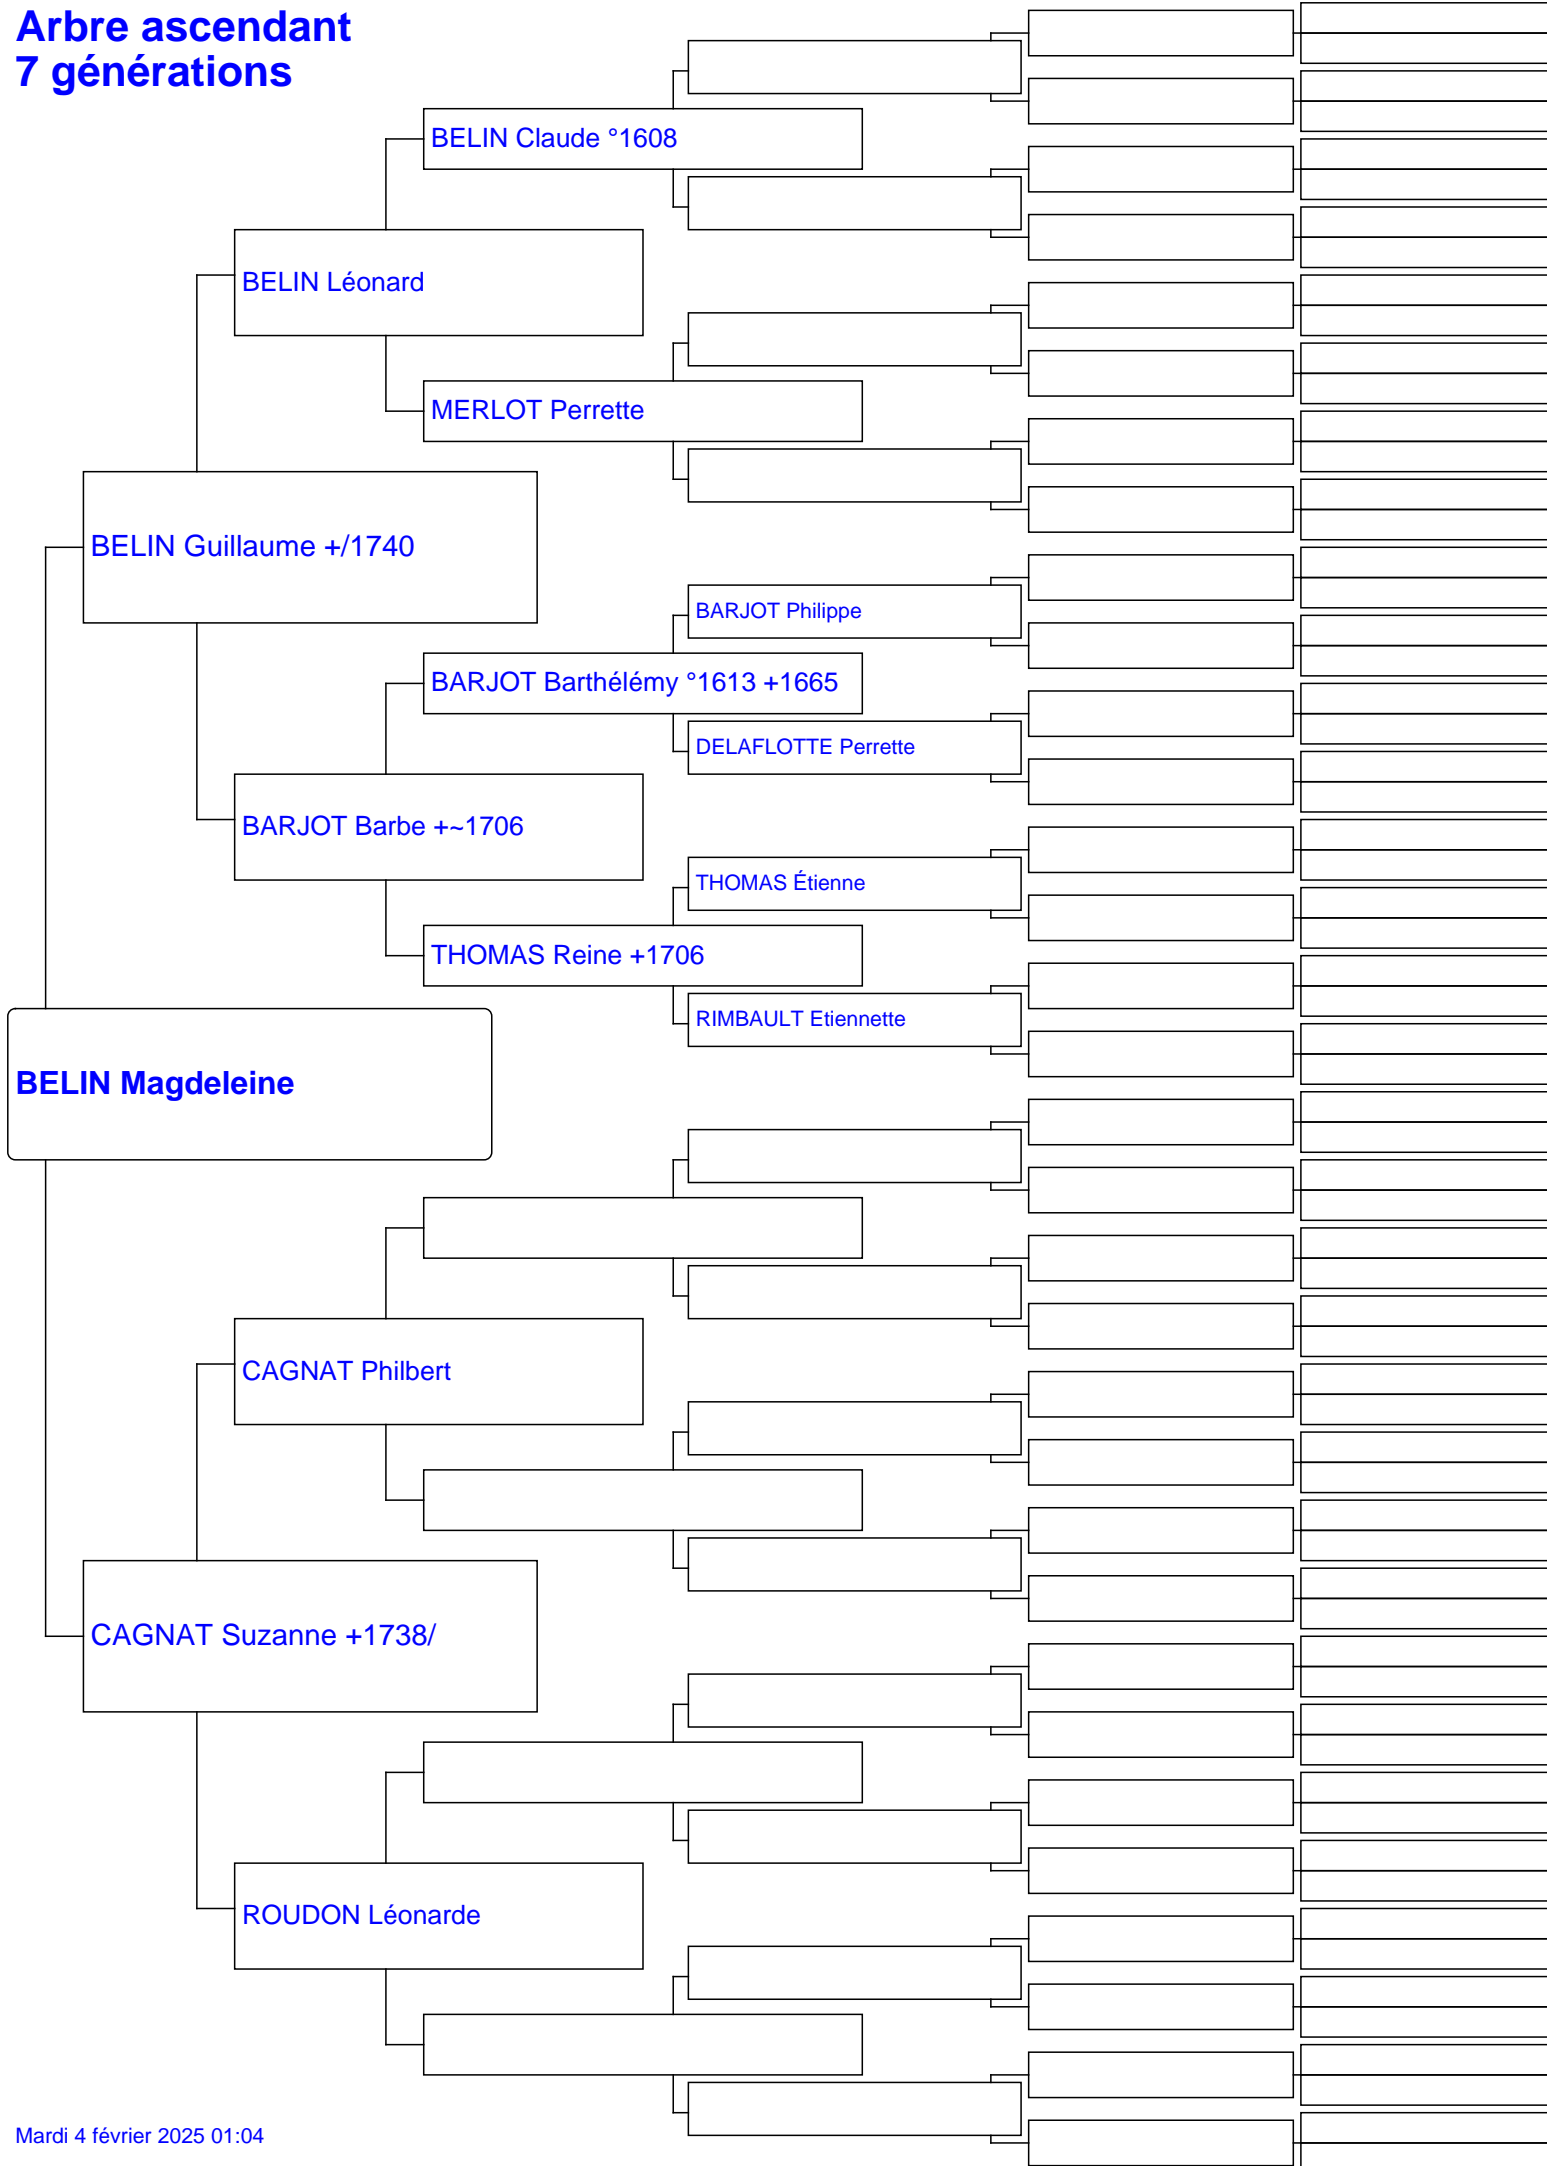 Arbre ascendant
7 générations
BELIN Claude °1608
BELIN Léonard
MERLOT Perrette
BELIN Guillaume +/1740
BARJOT Philippe
BARJOT Barthélémy °1613 +1665
DELAFLOTTE Perrette
BARJOT Barbe +~1706
THOMAS Étienne
THOMAS Reine +1706
RIMBAULT Etiennette
BELIN Magdeleine
CAGNAT Philbert
CAGNAT Suzanne +1738/
ROUDON Léonarde
Mardi 4 février 2025 01:04